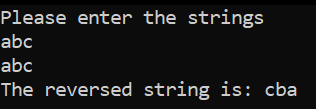 Please enter the strings
abc
abc
The reversed string is: cba